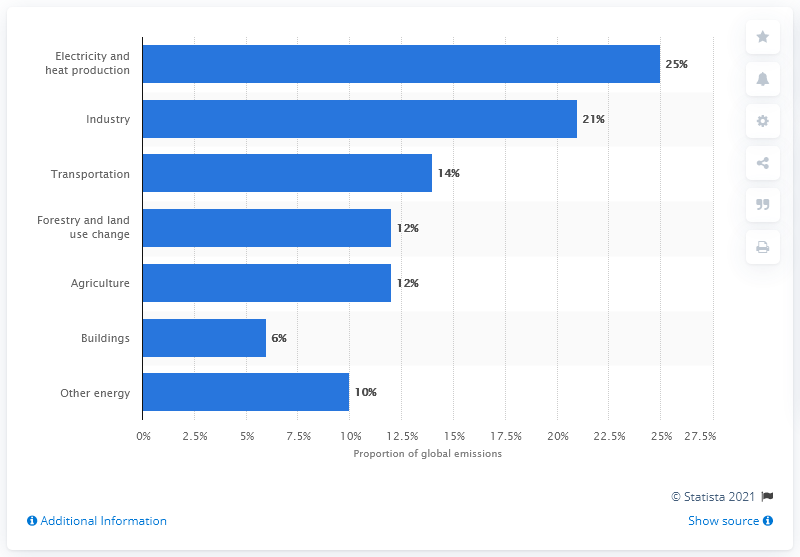 Electricity and
heat production
25%
Industry
21%
Transportation
14%
Forestry and land
use change
12%
Agriculture
12%
Buildings
6%
Other energy
10%
0% 2.5% 5% 7.5% 10% 12.5% 15% 17.5% 20% 22.5% 25% 27.5%
Proportion of global emissions
© Statista 2021
Additional Information
Show source